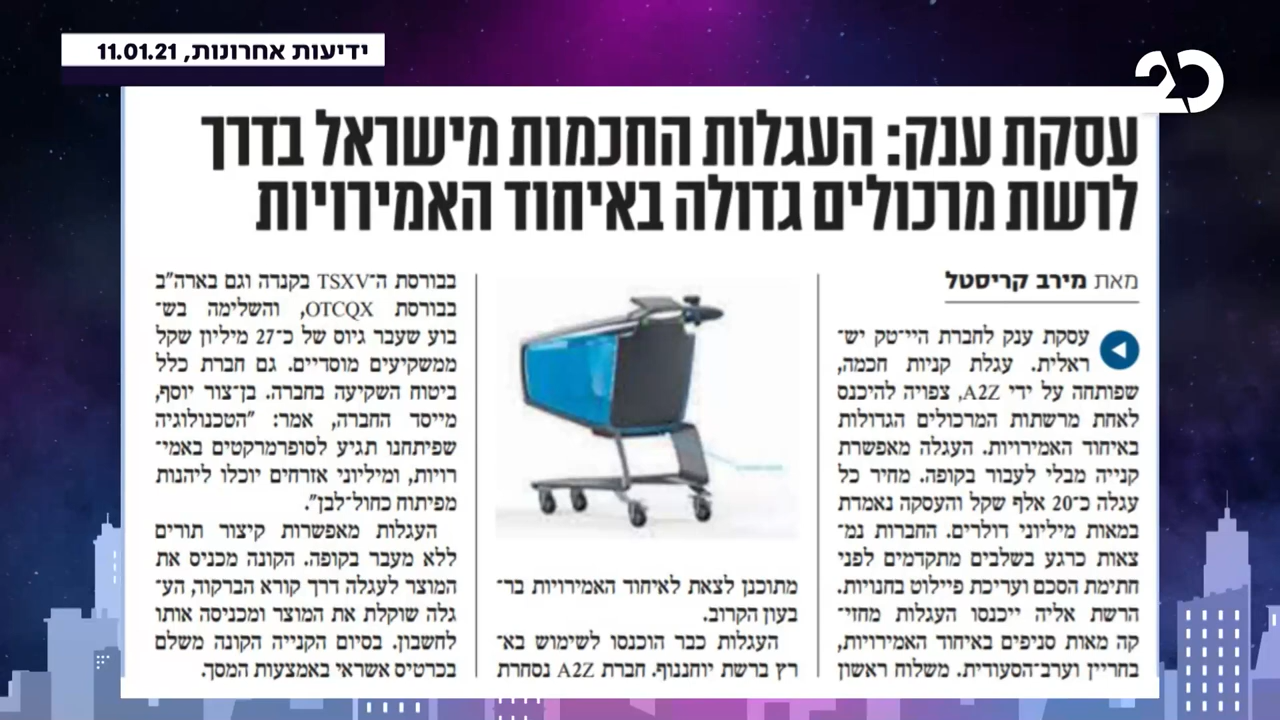 ידיעות אחרונות, 11.01.21
20
עסקת ענק: העגלות החכמות מישראל בדרך
לרשת מרכולים גדולה באיחוד האמירויות
מאת מירב קריסטל
עסקת ענק לחברת היי־טק יש־
ראלית. עגלת קניות חכמה,
שפותחה על ידי A2Z, צפויה להיכנס
לאחת מרשתות המרכולים הגדולות
באיחוד האמירויות. העגלה מאפשרת
קנייה מבלי לעבור בקופה. מחיר כל
עגלה כ־20 אלף שקל והעסקה נאמדת
במאות מיליוני דולרים. החברות נמ־
צאות כרגע בשלבים מתקדמים לפני
חתימת הסכם ועריכת פיילוט בחנויות.
הרשת אליה ייכנסו העגלות מחזי־
קה מאות סניפים באיחוד האמירויות,
בחריין וערב־הסעודית. משלוח ראשון
מתוכנן לצאת לאיחוד האמירויות בר־
בעון הקרוב.
העגלות כבר הוכנסו לשימוש בא־
רץ ברשת יוחננוף. חברת A2Z נסחרת
בבורסת ה־TSXV בקנדה וגם בארה"ב
בבורסת OTCQX, והשלימה בש־
בוע שעבר גיוס של כ־27 מיליון שקל
ממשקיעים מוסדיים. גם חברת כלל
ביטוח השקיעה בחברה. בן־צור יוסף,
מייסד החברה, אמר: "הטכנולוגיה
שפיתחנו תגיע לסופרמרקטים באמי־
רויות, ומיליוני אזרחים יוכלו ליהנות
מפיתוח כחול־לבן".
העגלות מאפשרות קיצור תורים
ללא מעבר בקופה. הקונה מכניס את
המוצר לעגלה דרך קורא הברקוד, הע־
גלה שוקלת את המוצר ומכניסה אותו
לחשבון. בסיום הקנייה הקונה משלם
בכרטיס אשראי באמצעות המסך.